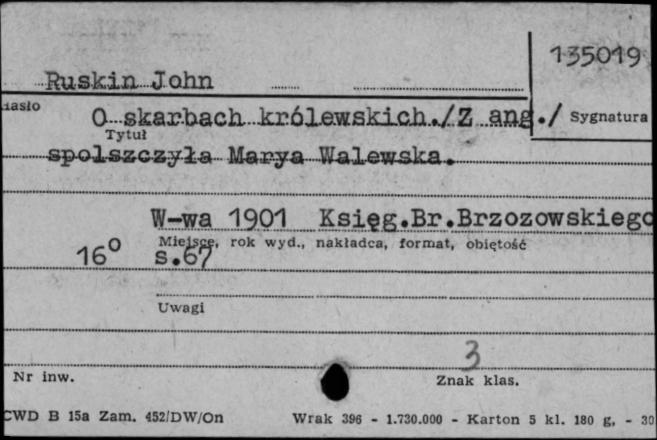 135019
Ruskin John
Hasło
O skarbach królewskich./Z ang./ Sygnatura
Tytuł
spolszczyła Marya Walewska.
W-wa 1901 Księg.Br.Brzozowskiego
Miejsce, rok wyd., nakładca, format, objętość
16° s.67
Uwagi
3
Nr inw. Znak klas.
CWD B 15a Zam. 452/DW/On Wrak 396 - 1.730.000 - Karton 5 kl. 180 g, - 30